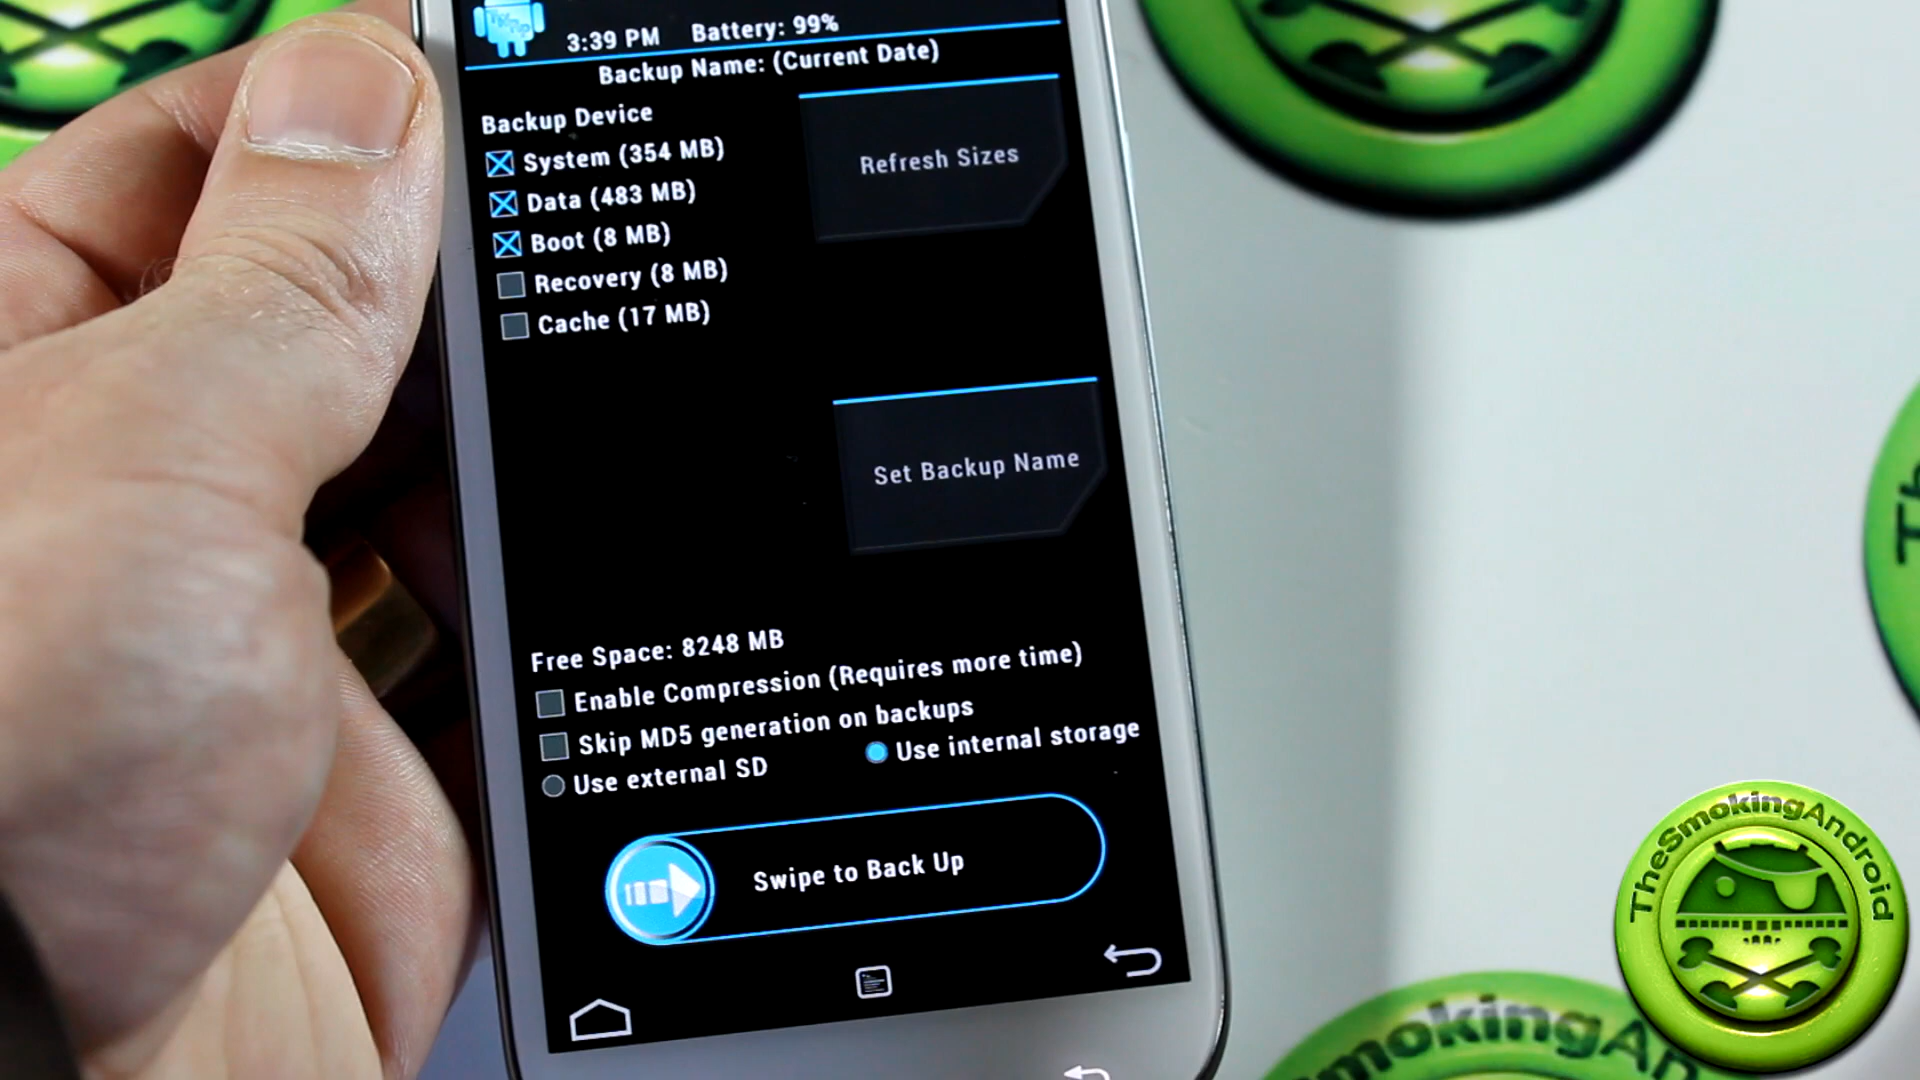 3:39 PM Battery: 99%
Backup Name: (Current Date)
Backup Device
System (354 MB)
Data (483 MB)
Boot (8 MB)
Recovery (8 MB)
Cache (17 MB)
Refresh Sizes
Set Backup Name
Free Space: 8248 MB
Enable Compression (Requires more time)
Skip MD5 generation on backups
Use external SD
Use internal storage
Swipe to Back Up
TheSmokingAndroid
Th
mokingAn